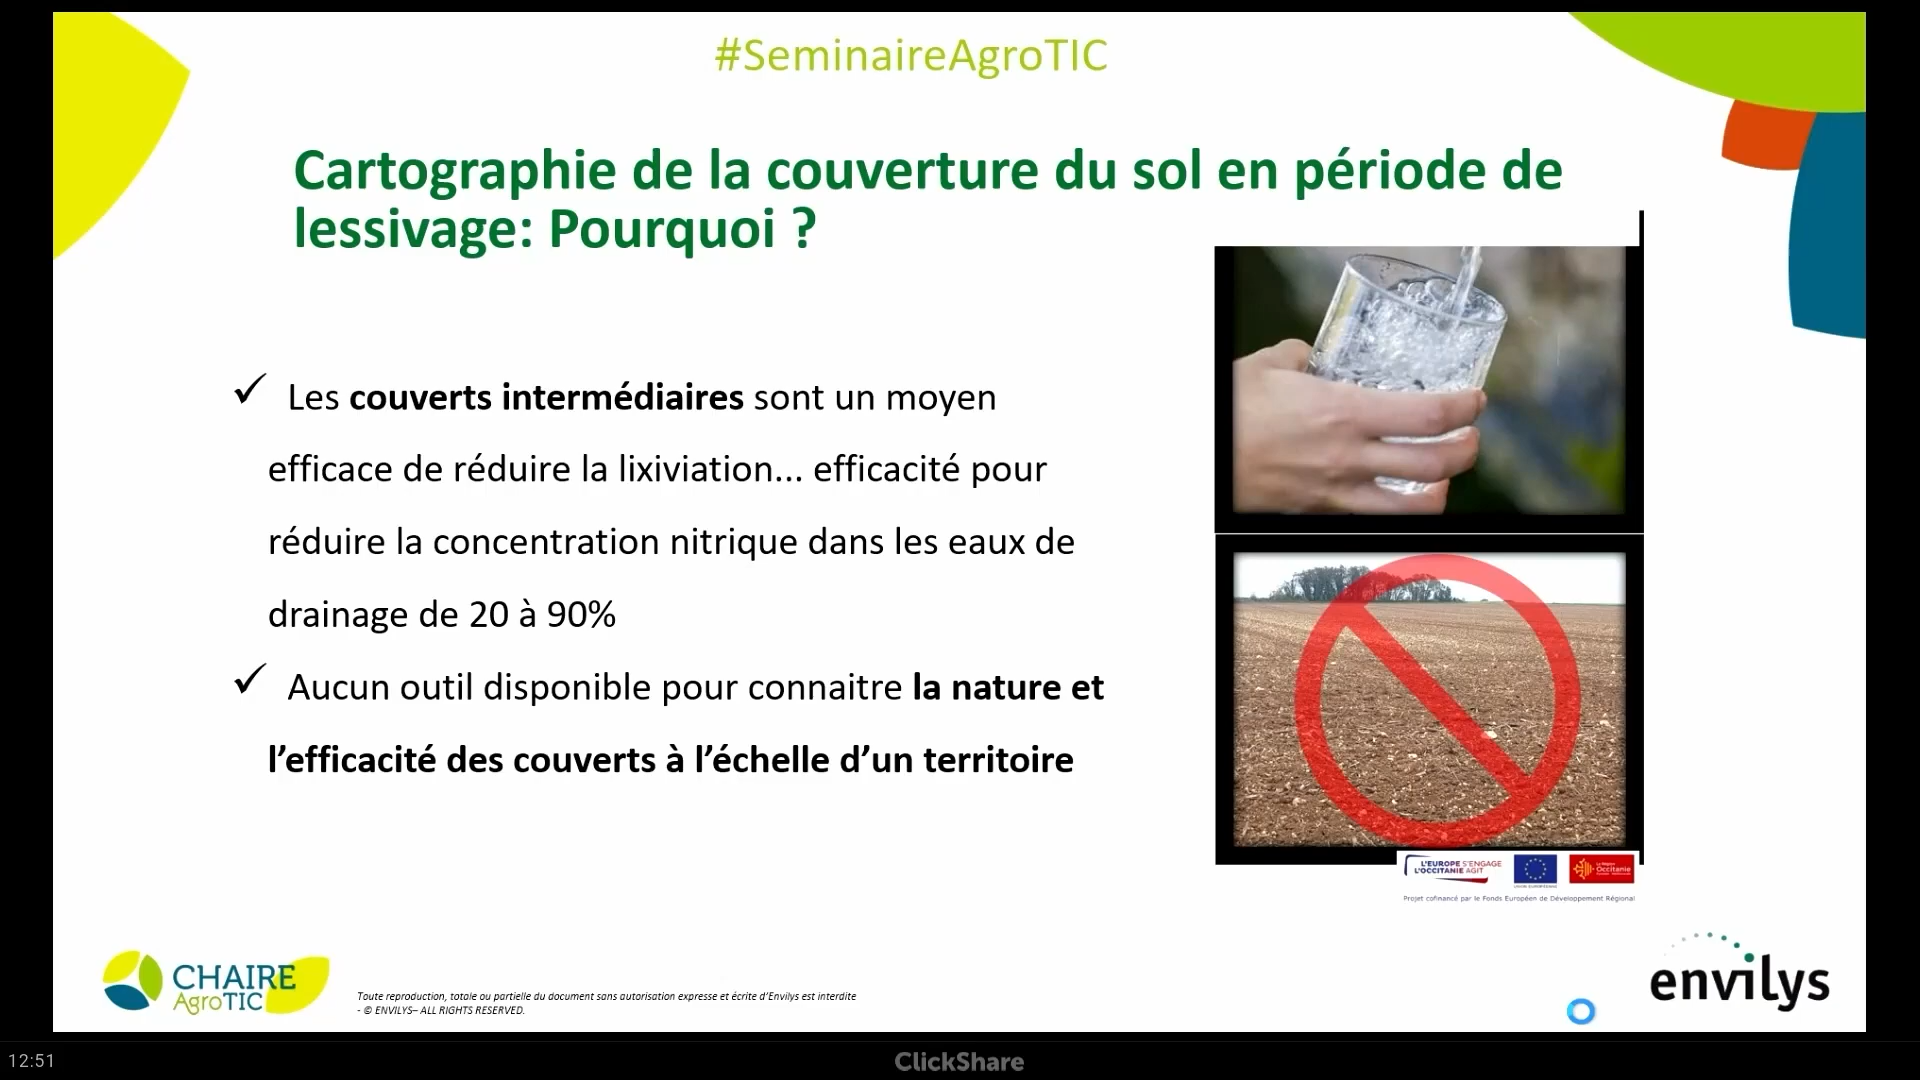 #SeminaireAgroTIC
Cartographie de la couverture du sol en période de
lessivage: Pourquoi ?
✓ Les couverts intermédiaires sont un moyen
efficace de réduire la lixiviation... efficacité pour
réduire la concentration nitrique dans les eaux de
drainage de 20 à 90%
✓ Aucun outil disponible pour connaitre la nature et
l’efficacité des couverts à l’échelle d’un territoire
L'EUROPE S'ENGAGE
L'OCCITANIE AGIT
UNION EUROPÉENNE
La Région
Occitanie
Projet cofinancé par le Fonds Européen de Développement Régional
CHAIRE
AgroTIC
Toute reproduction, totale ou partielle du document sans autorisation expresse et écrite d’Envilys est interdite
- © ENVILYS– ALL RIGHTS RESERVED.
envilys
12:51
ClickShare